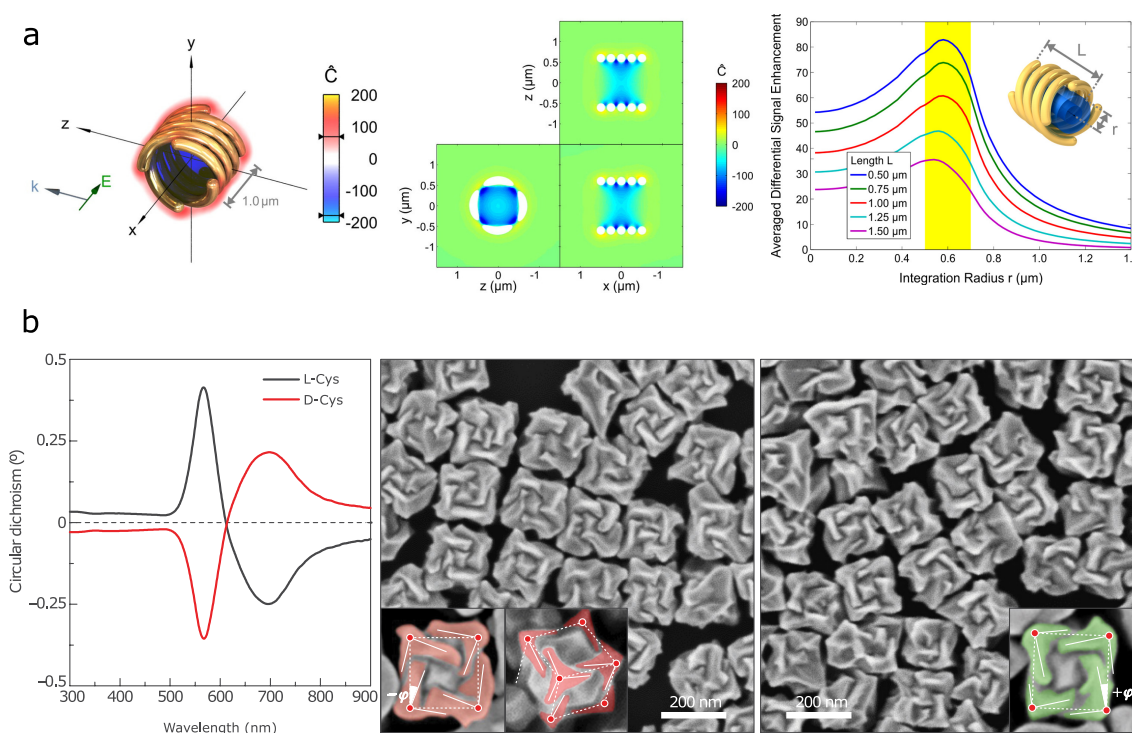 a
y
z
k
E
x
1.0 μm
Ĉ
200
100
0
-100
-200
z (μm)
1
0.5
0
-0.5
-1
y (μm)
1
0.5
0
-0.5
-1
1 0 -1
z (μm)
1 0 -1
x (μm)
Ĉ
200
100
0
-100
-200
Averaged Differential Signal Enhancement
90
80
70
60
50
40
30
20
10
0
0 0.2 0.4 0.6 0.8 1.0 1.2
Integration Radius r (μm)
Length L
0.50 μm
0.75 μm
1.00 μm
1.25 μm
1.50 μm
L
r
b
Circular dichroism (º)
0.5
0.25
0
−0.25
−0.5
300 400 500 600 700 800 900
Wavelength (nm)
L-Cys
D-Cys
−φ
200 nm
200 nm
+φ